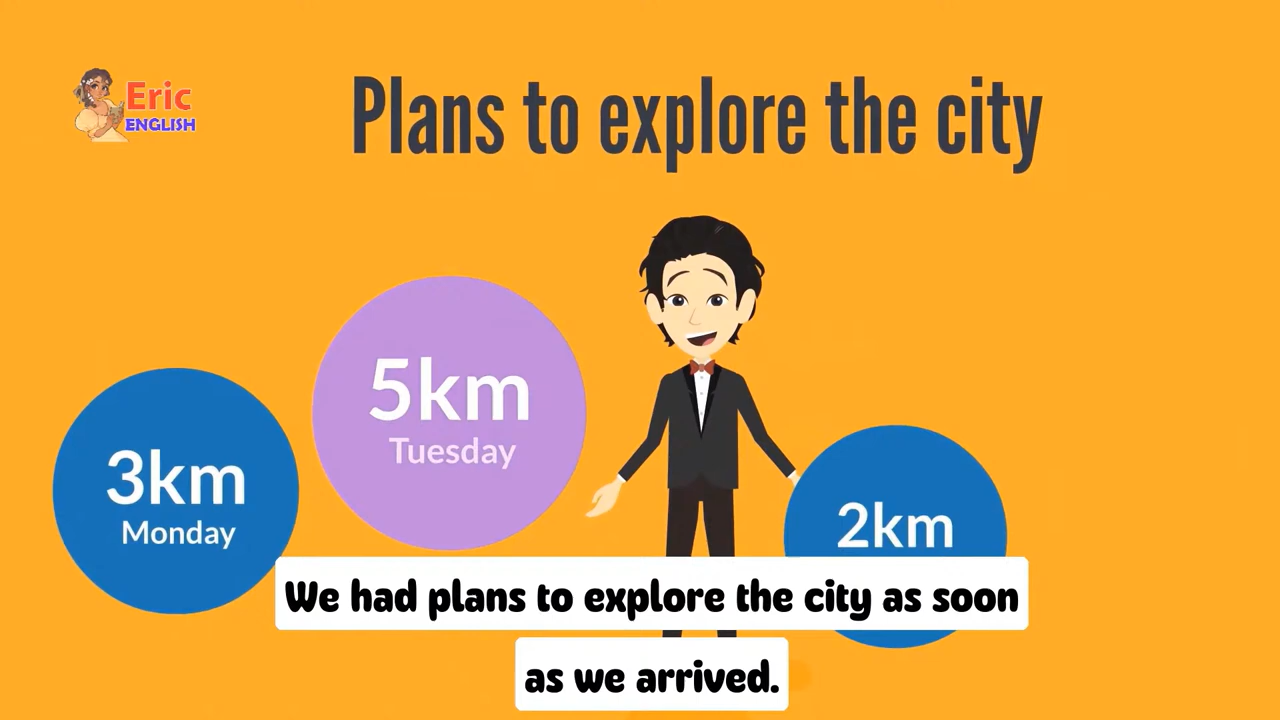 Eric
ENGLISH
Plans to explore the city
5km
Tuesday
3km
Monday
2km
We had plans to explore the city as soon
as we arrived.